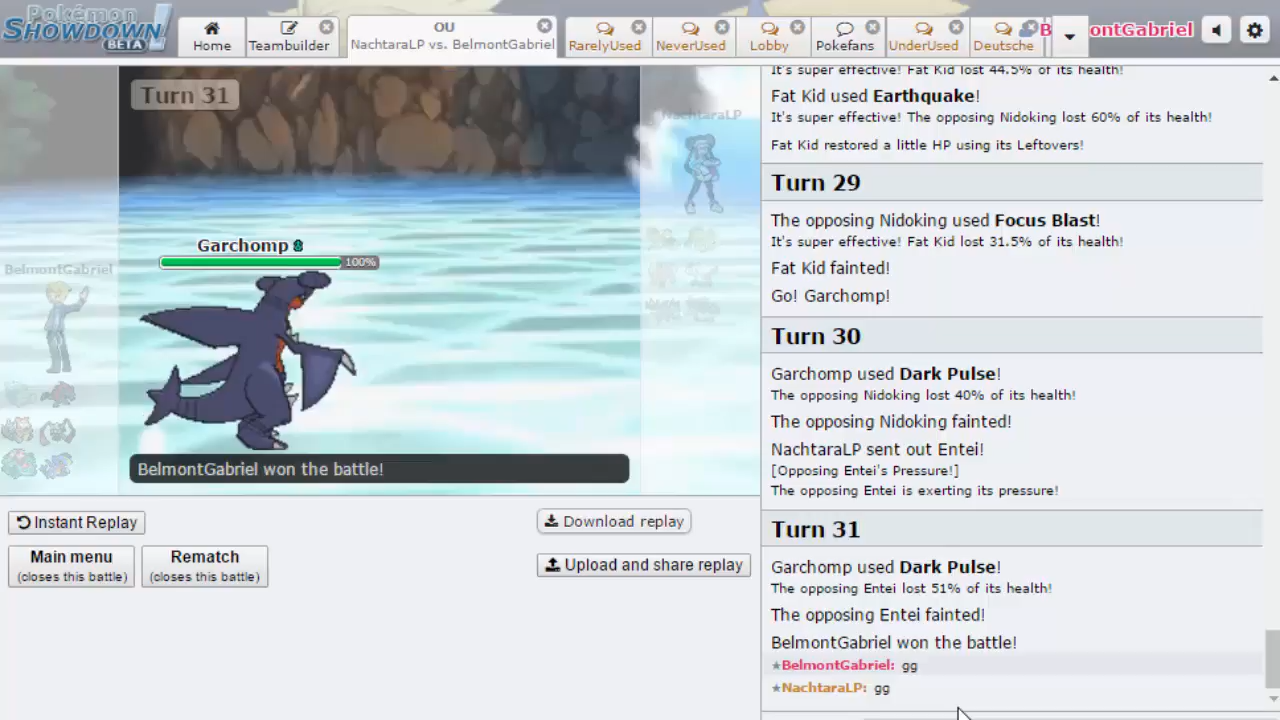 Pokémon
SHOWDOWN!
BETA
Home
Teambuilder
OU
NachtaraLP vs. BelmontGabriel
RarelyUsed
NeverUsed
Lobby
Pokefans
UnderUsed
Deutsche
B
ontGabriel
Turn 31
NachtaraLP
BelmontGabriel
Garchomp
100%
BelmontGabriel won the battle!
Instant Replay
Download replay
Main menu
(closes this battle)
Rematch
(closes this battle)
Upload and share replay
It's super effective! Fat Kid lost 44.5% of its health!
Fat Kid used Earthquake!
It's super effective! The opposing Nidoking lost 60% of its health!
Fat Kid restored a little HP using its Leftovers!
Turn 29
The opposing Nidoking used Focus Blast!
It's super effective! Fat Kid lost 31.5% of its health!
Fat Kid fainted!
Go! Garchomp!
Turn 30
Garchomp used Dark Pulse!
The opposing Nidoking lost 40% of its health!
The opposing Nidoking fainted!
NachtaraLP sent out Entei!
[Opposing Entei's Pressure!]
The opposing Entei is exerting its pressure!
Turn 31
Garchomp used Dark Pulse!
The opposing Entei lost 51% of its health!
The opposing Entei fainted!
BelmontGabriel won the battle!
★BelmontGabriel: gg
★NachtaraLP: gg